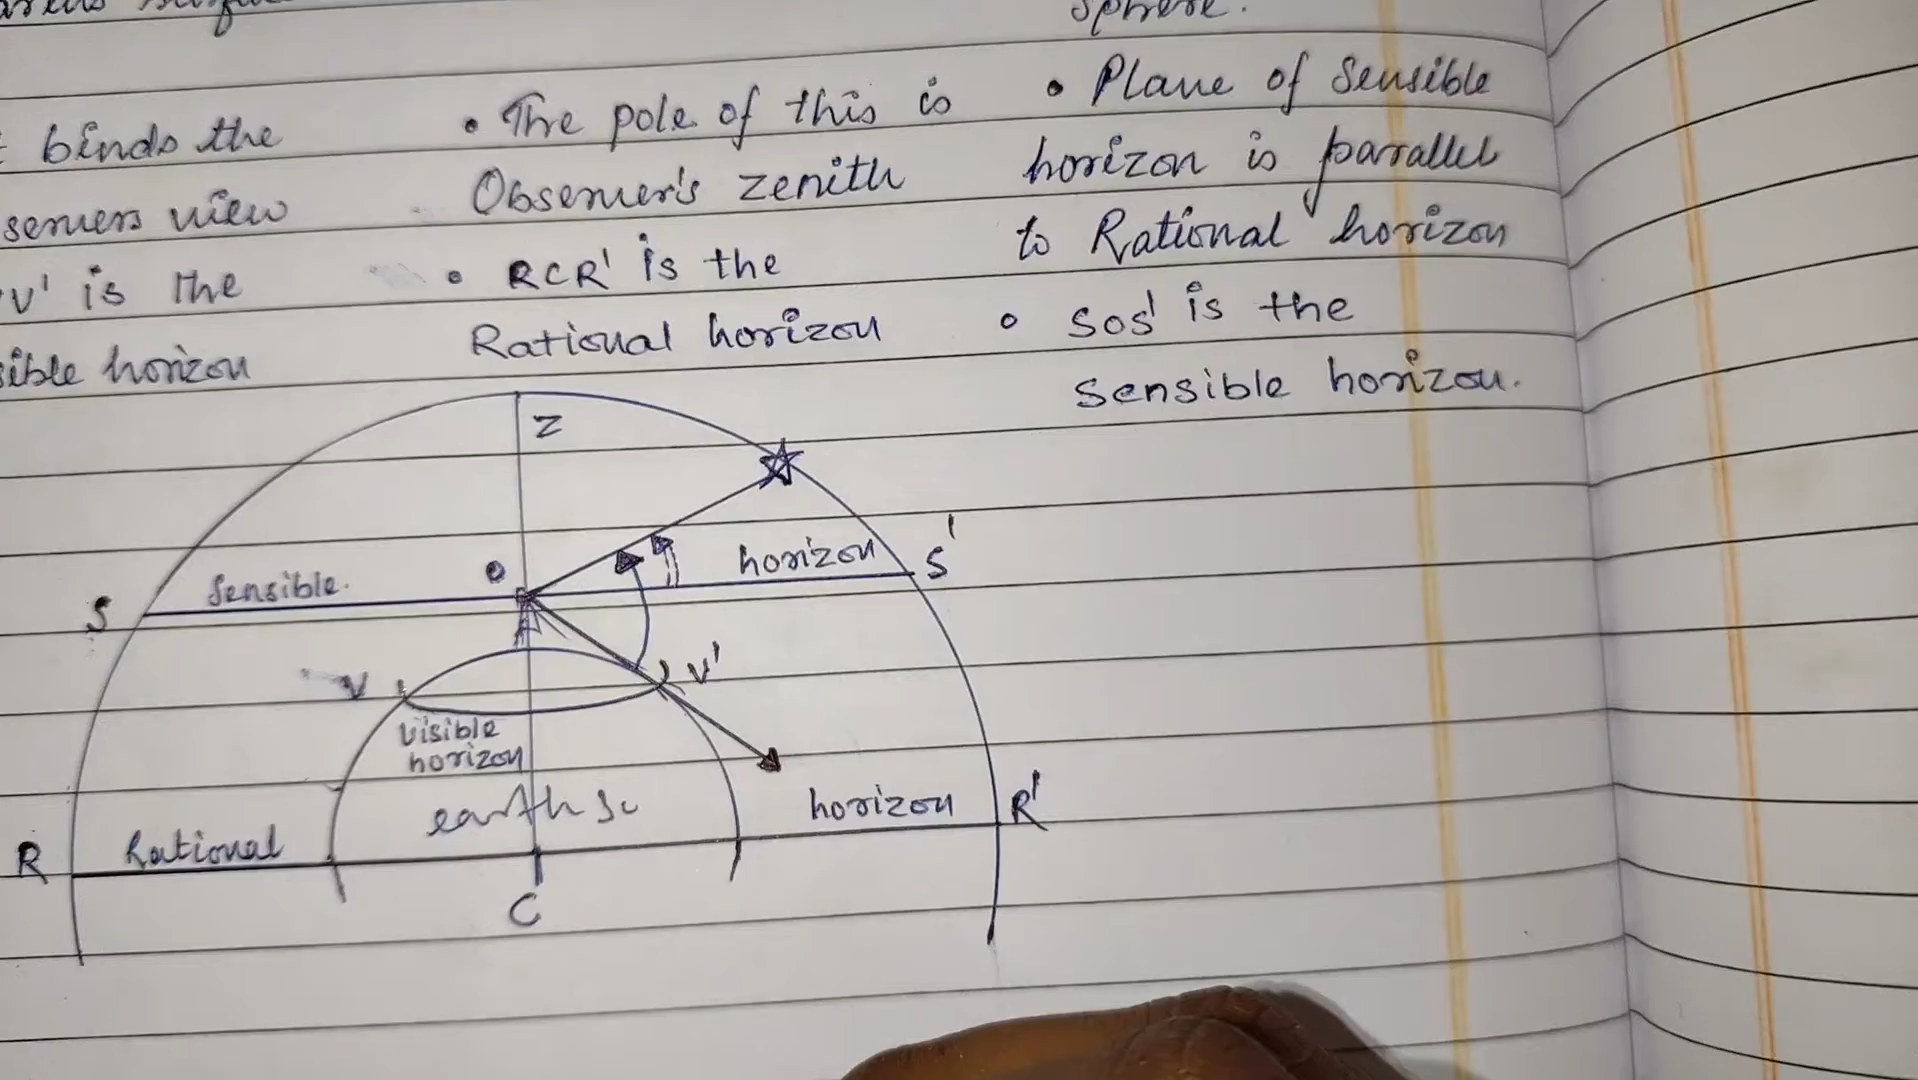 sphere.
binds the
view
V' is the
horizon
• The pole of this is
Observer's zenith
• RCR' is the
Rational horizon
• Plane of Sensible
horizon is parallel
to Rational horizon
• SOS' is the
sensible horizon.
Z
O
Sensible.
horizon
S
S'
V
V'
visible
horizon
earth
Rational
horizon
R
R'
C